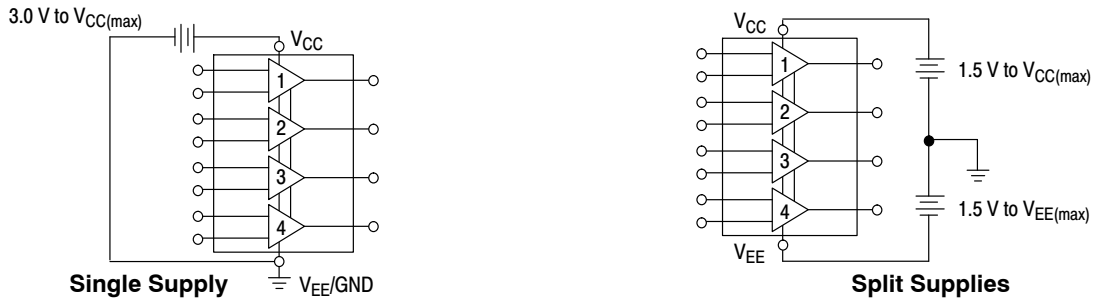 3.0 V to VCC(max)
VCC
1
2
3
4
VEE/GND
Single Supply
VCC
1
2
3
4
VEE
1.5 V to VCC(max)
1.5 V to VEE(max)
Split Supplies